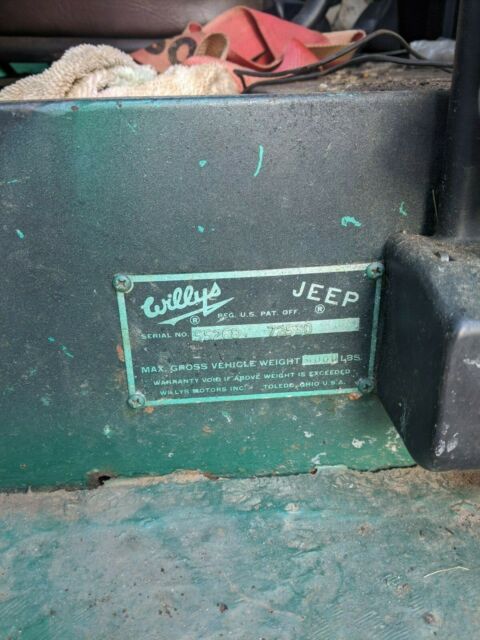 Willys ® JEEP ®
REG. U.S. PAT. OFF.
SERIAL NO.
MAX. GROSS VEHICLE WEIGHT LBS.
WARRANTY VOID IF ABOVE WEIGHT IS EXCEEDED
WILLYS MOTORS INC. TOLEDO, OHIO U.S.A.